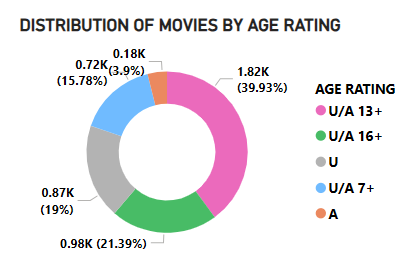 DISTRIBUTION OF MOVIES BY AGE RATING
0.18K
(3.9%)
0.72K
(15.78%)
1.82K
(39.93%)
0.87K
(19%)
0.98K (21.39%)
AGE RATING
U/A 13+
U/A 16+
U
U/A 7+
A